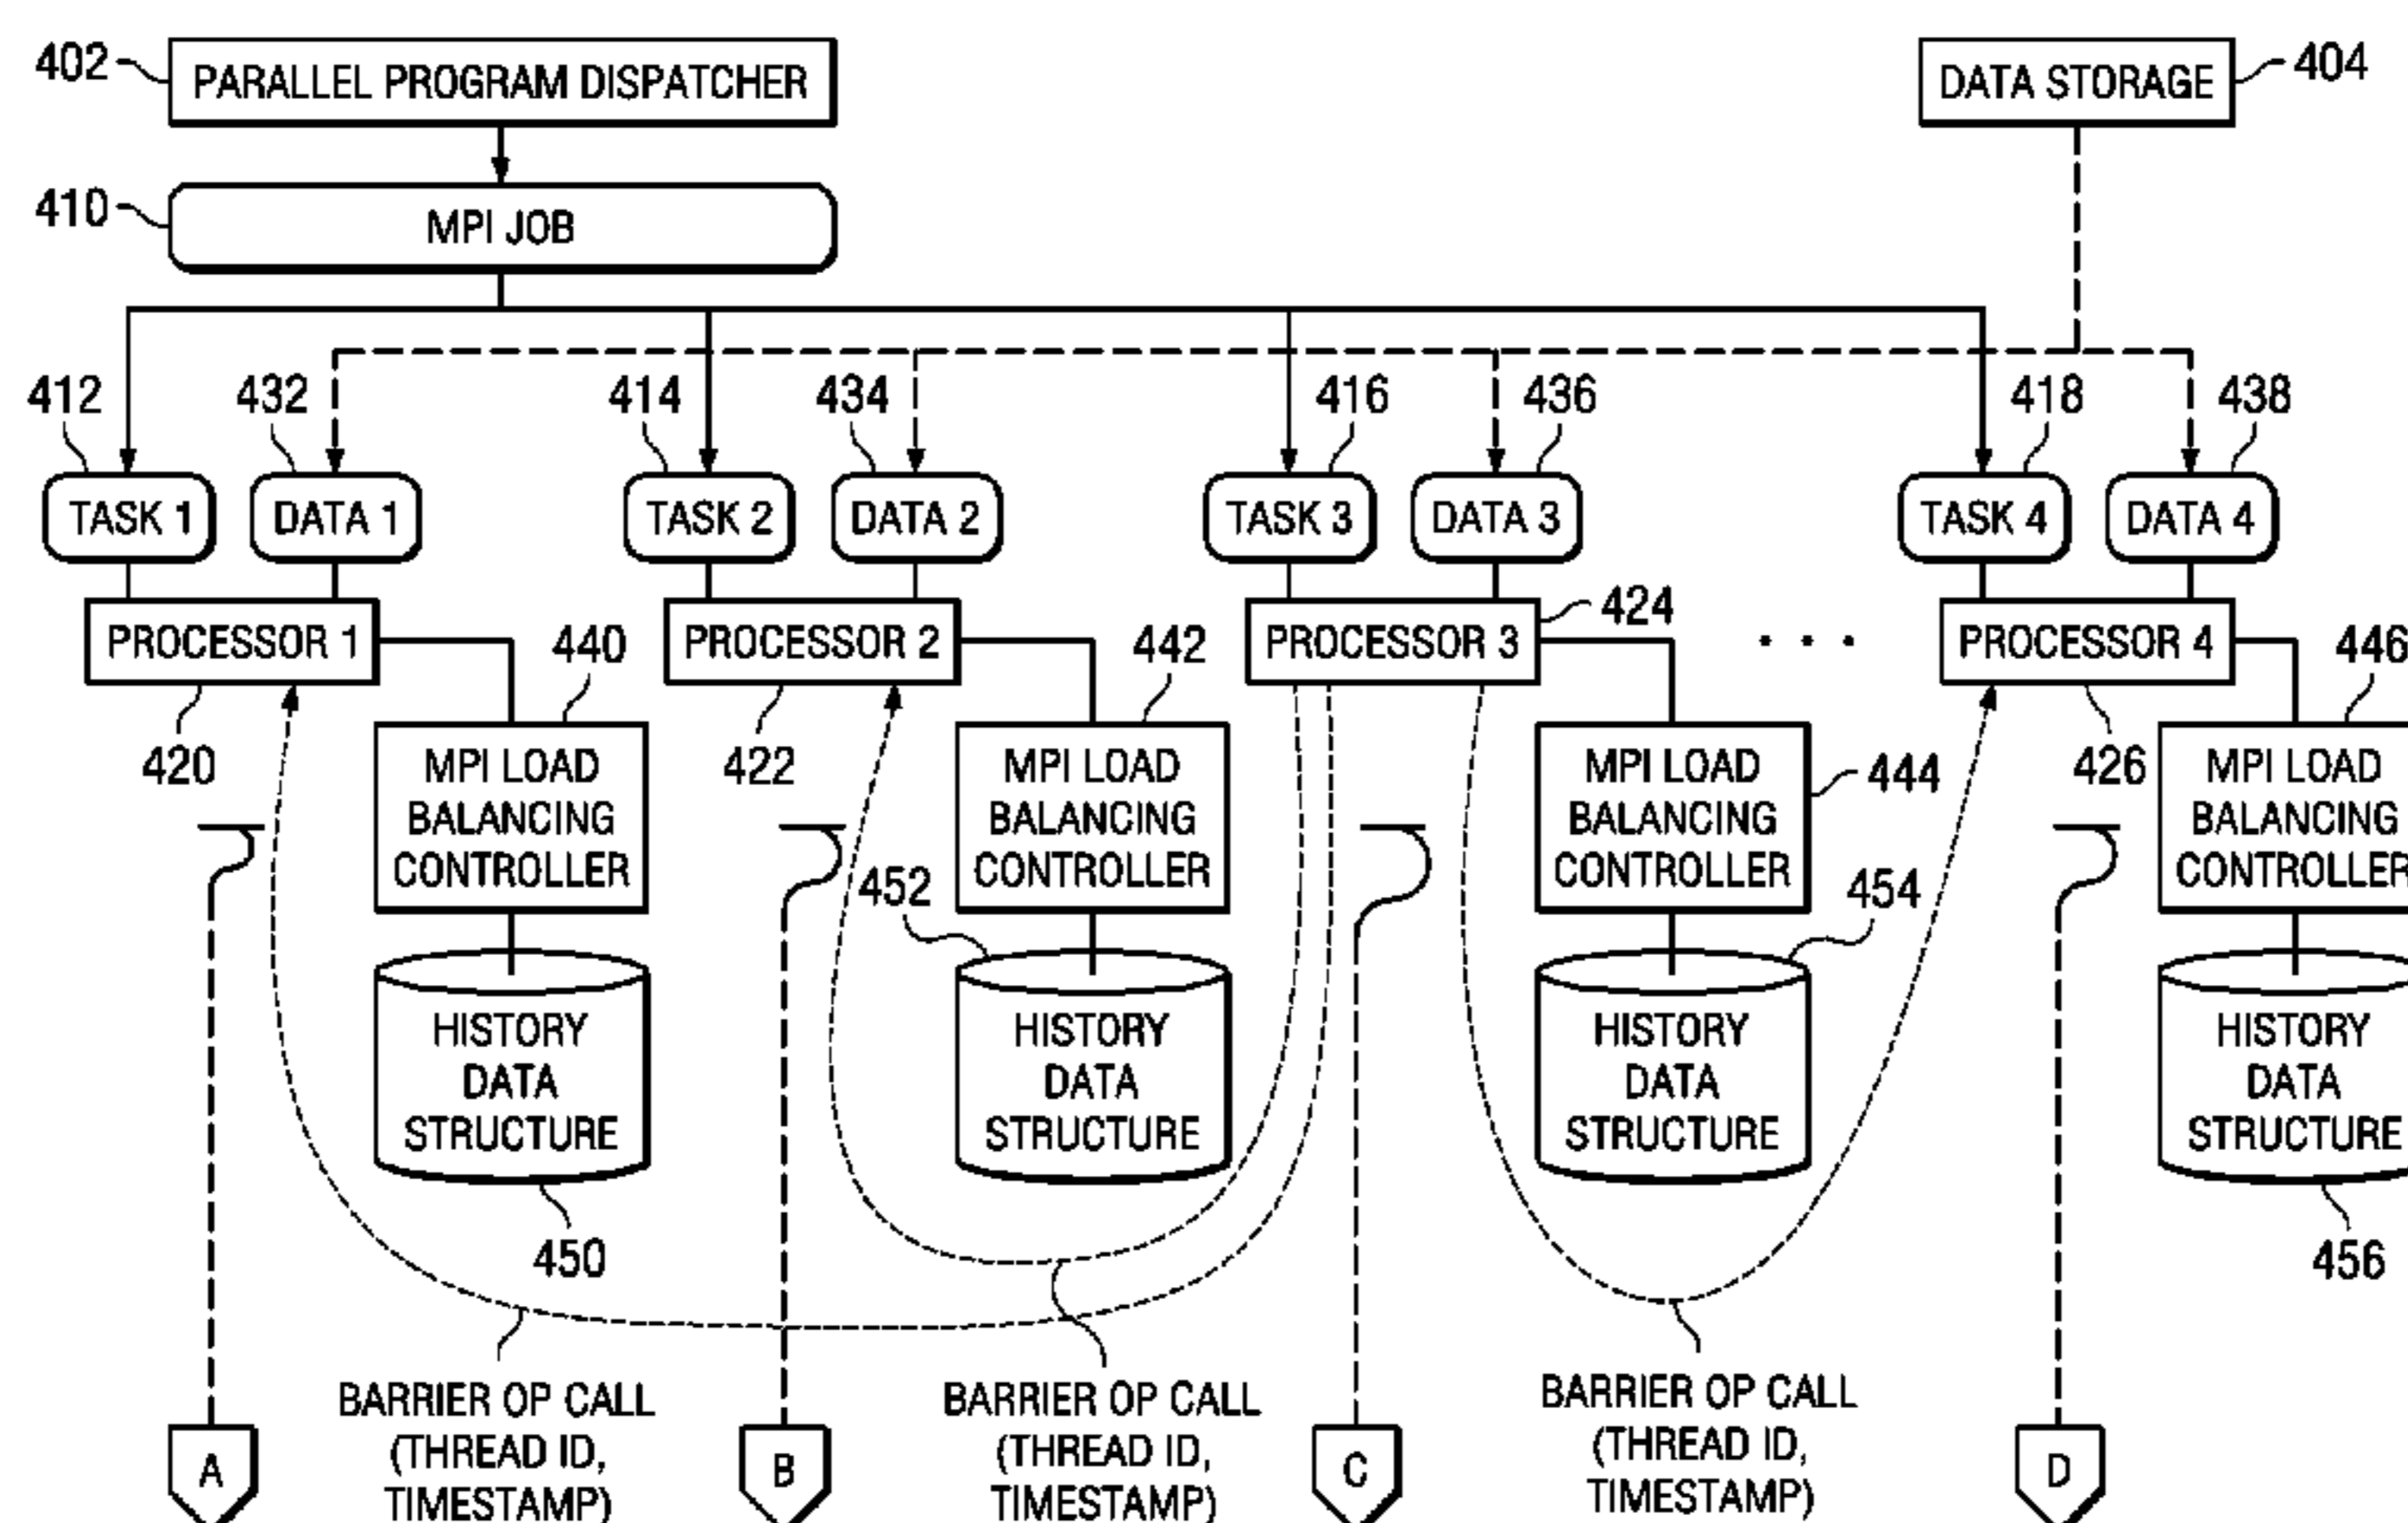 402
PARALLEL PROGRAM DISPATCHER
DATA STORAGE
404
410
MPI JOB
412
432
414
434
416
436
418
438
TASK 1
DATA 1
TASK 2
DATA 2
TASK 3
DATA 3
TASK 4
DATA 4
PROCESSOR 1
440
PROCESSOR 2
442
PROCESSOR 3
424
. . .
PROCESSOR 4
446
420
MPI LOAD
BALANCING
CONTROLLER
422
MPI LOAD
BALANCING
CONTROLLER
MPI LOAD
BALANCING
CONTROLLER
444
426
MPI LOAD
BALANCING
CONTROLLER
452
454
HISTORY
DATA
STRUCTURE
HISTORY
DATA
STRUCTURE
HISTORY
DATA
STRUCTURE
HISTORY
DATA
STRUCTURE
450
456
BARRIER OP CALL
(THREAD ID,
TIMESTAMP)
BARRIER OP CALL
(THREAD ID,
TIMESTAMP)
BARRIER OP CALL
(THREAD ID,
TIMESTAMP)
A
B
C
D